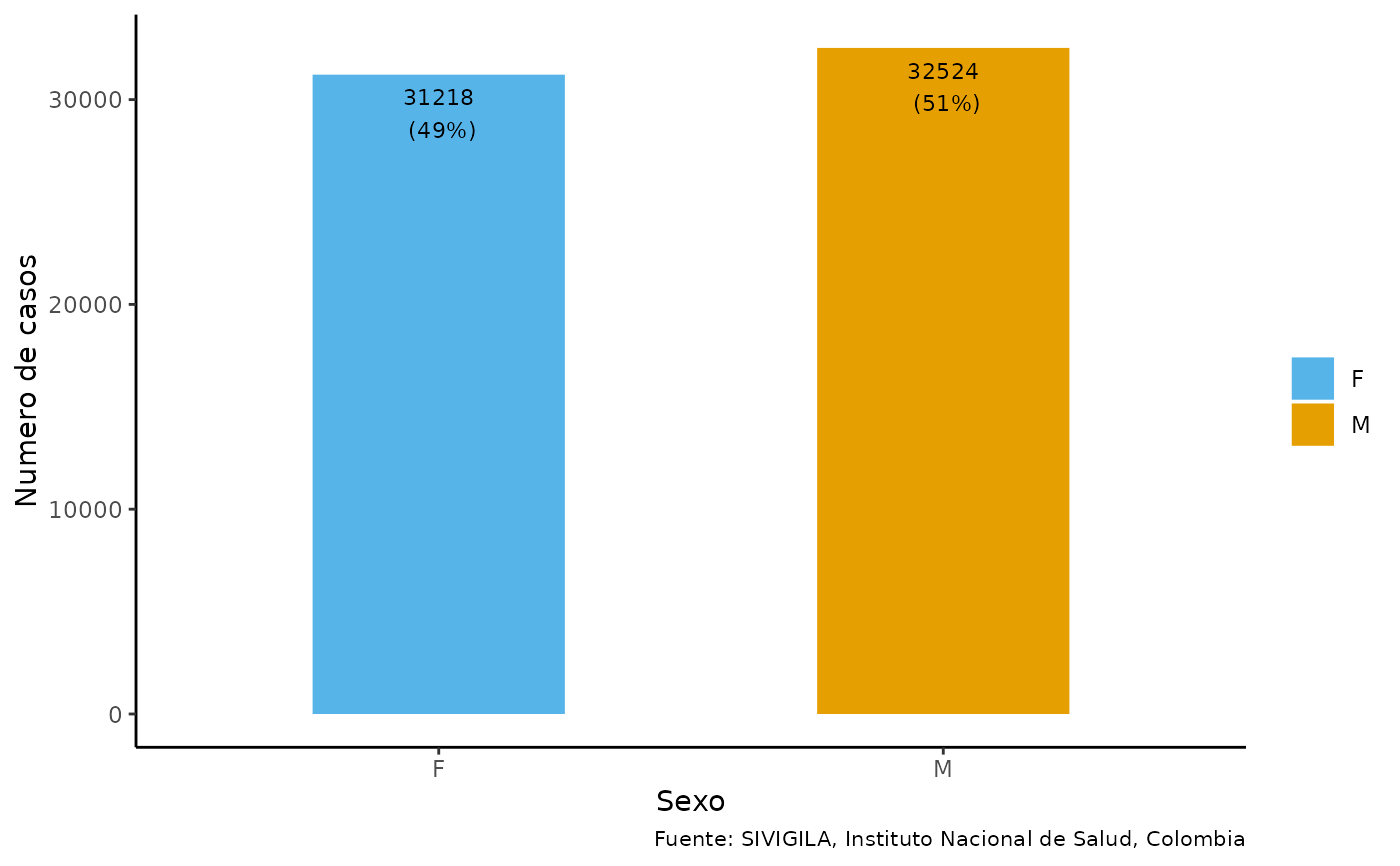 Numero de casos
30000
20000
10000
0
31218
(49%)
32524
(51%)
F
M
Sexo
F
M
Fuente: SIVIGILA, Instituto Nacional de Salud, Colombia